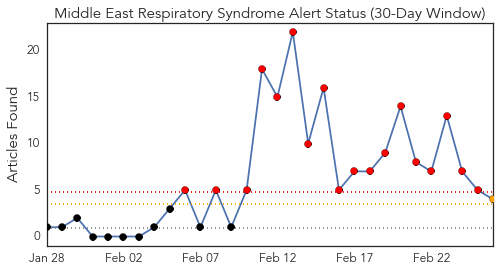 Middle East Respiratory Syndrome Alert Status (30-Day Window)
Articles Found
20
15
10
5
0
Jan 28 Feb 02 Feb 07 Feb 12 Feb 17 Feb 22